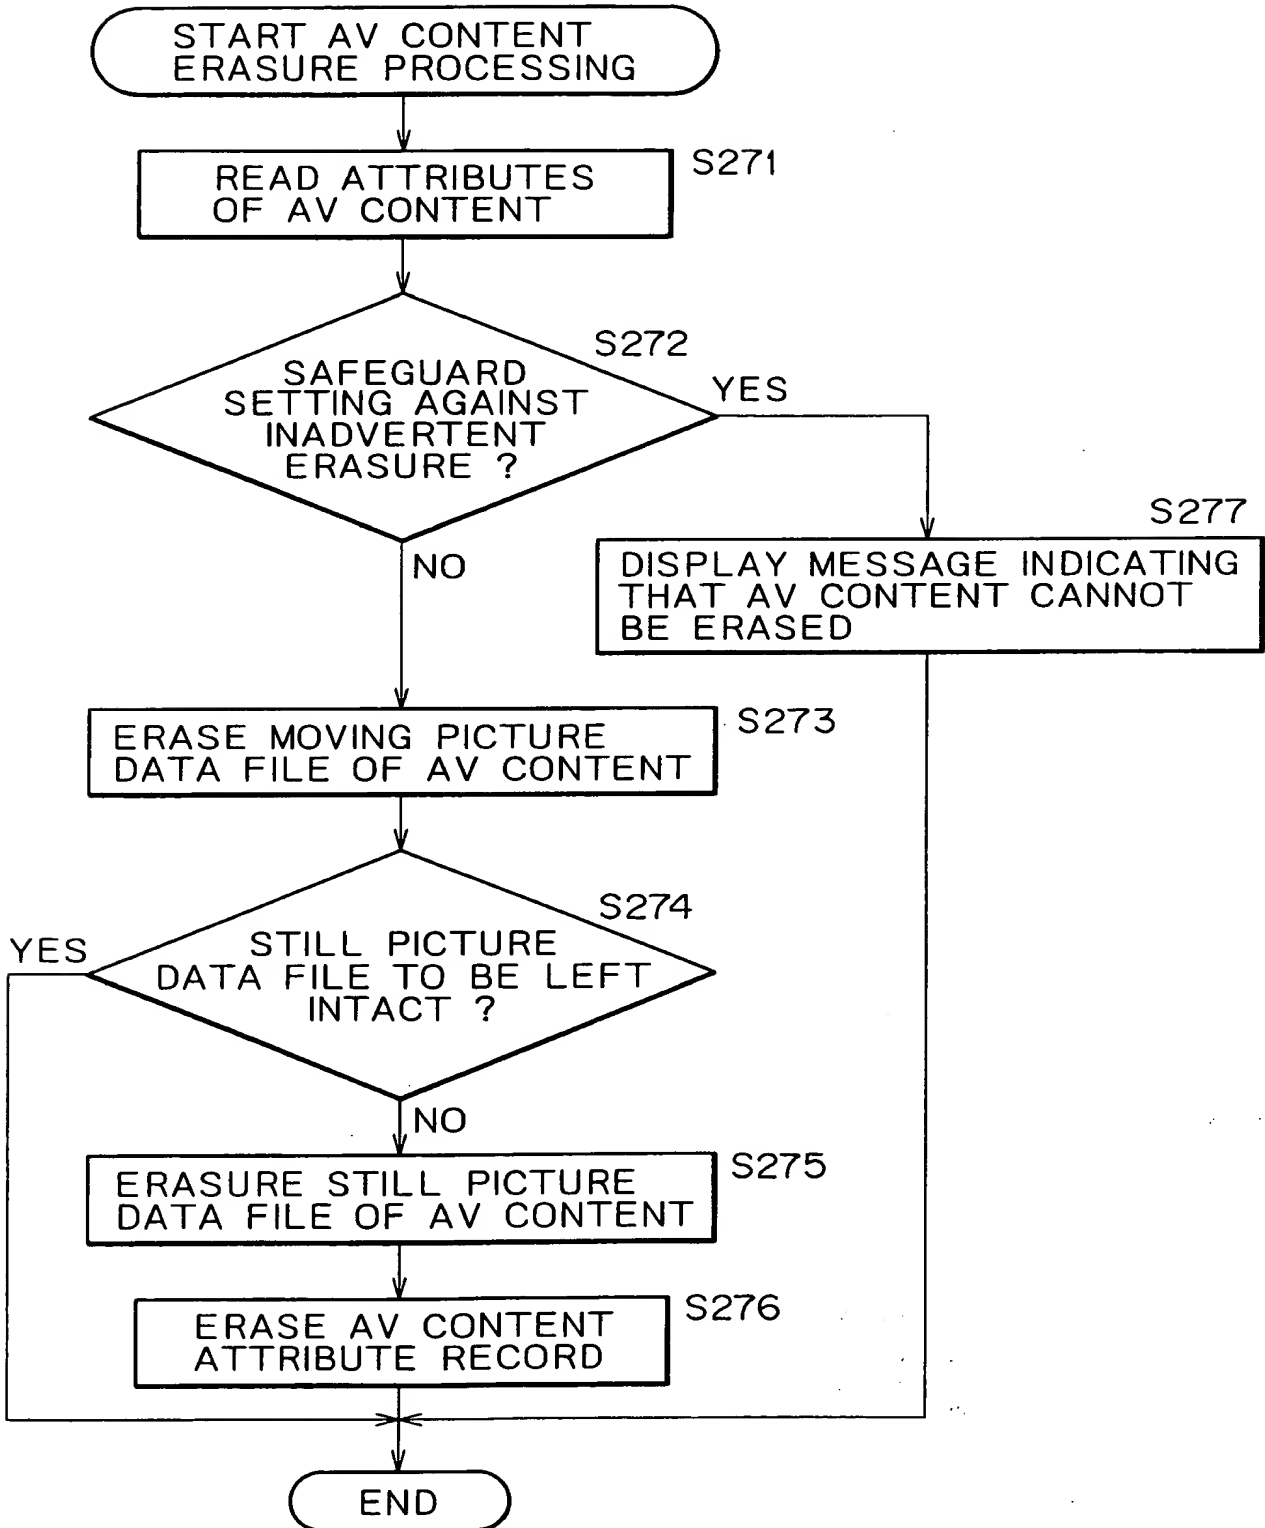 START AV CONTENT
ERASURE PROCESSING
S271
READ ATTRIBUTES
OF AV CONTENT
S272
SAFEGUARD
SETTING AGAINST
INADVERTENT
ERASURE ?
YES
NO
S277
DISPLAY MESSAGE INDICATING
THAT AV CONTENT CANNOT
BE ERASED
S273
ERASE MOVING PICTURE
DATA FILE OF AV CONTENT
S274
STILL PICTURE
DATA FILE TO BE LEFT
INTACT ?
YES
NO
S275
ERASURE STILL PICTURE
DATA FILE OF AV CONTENT
S276
ERASE AV CONTENT
ATTRIBUTE RECORD
END